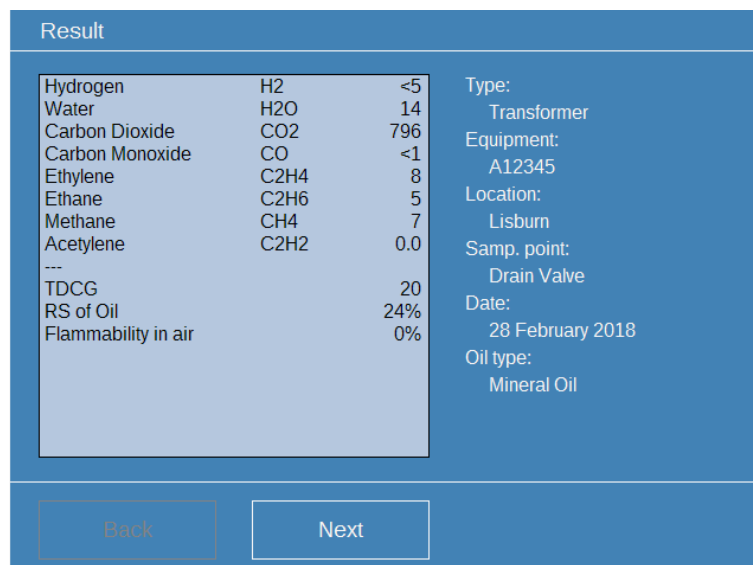 Result
Hydrogen H2 <5
Water H2O 14
Carbon Dioxide CO2 796
Carbon Monoxide CO <1
Ethylene C2H4 8
Ethane C2H6 5
Methane CH4 7
Acetylene C2H2 0.0
---
TDCG 20
RS of Oil 24%
Flammability in air 0%
Type:
Transformer
Equipment:
A12345
Location:
Lisburn
Samp. point:
Drain Valve
Date:
28 February 2018
Oil type:
Mineral Oil
Back
Next